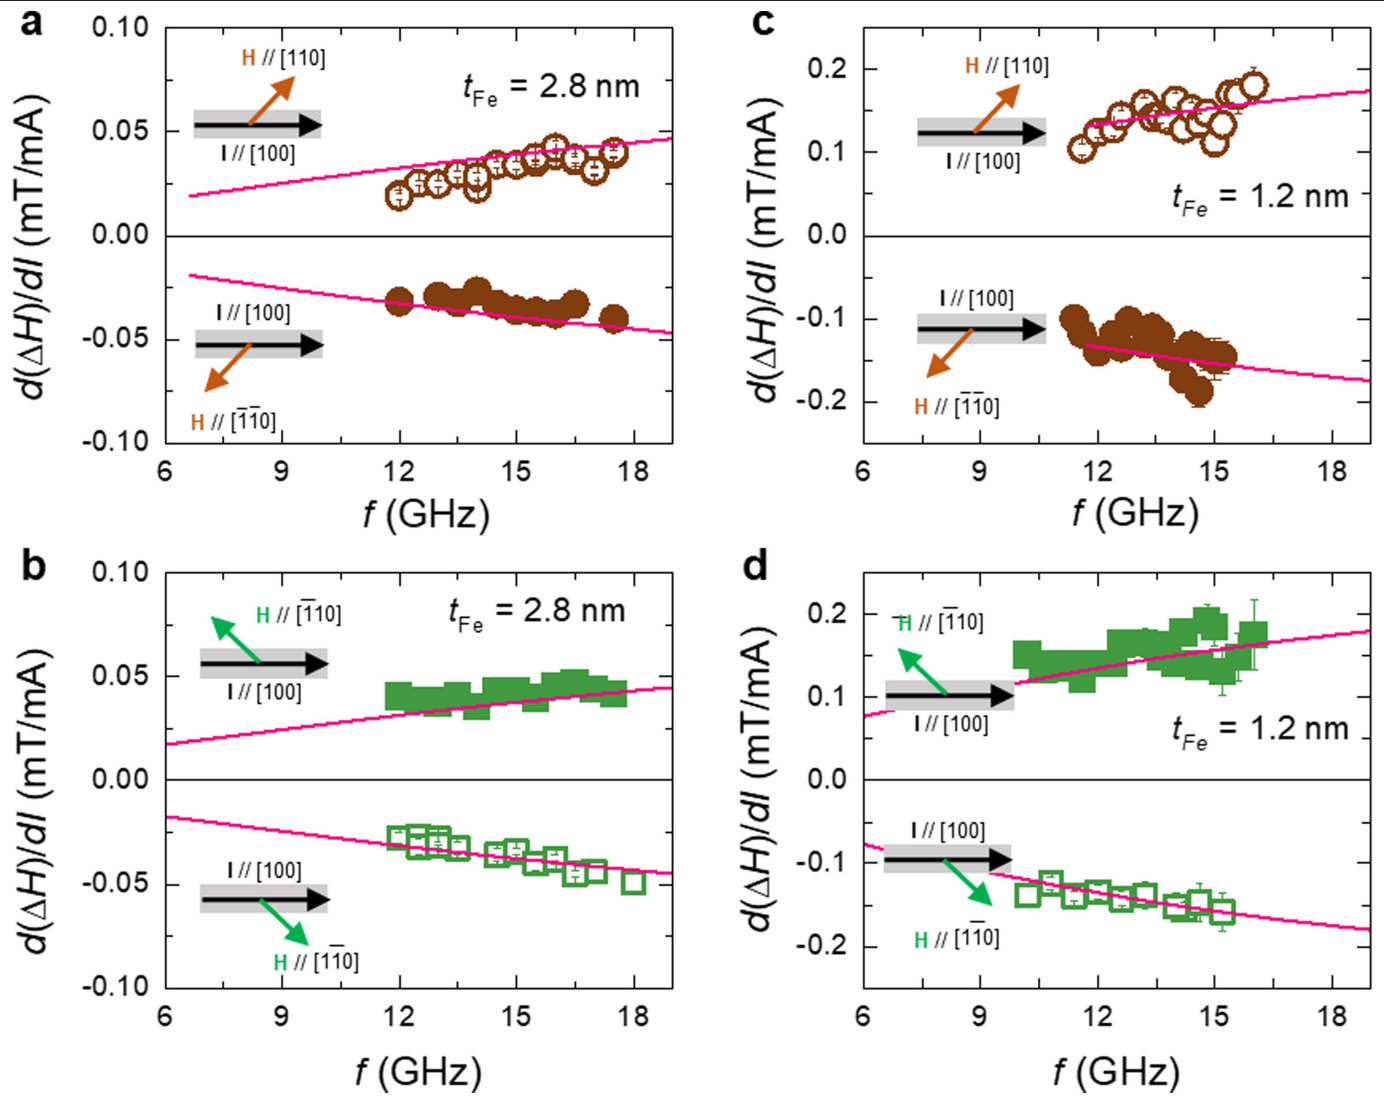 a
d(ΔH)/dI (mT/mA)
0.10
0.05
0.00
-0.05
-0.10
H // [110]
I // [100]
tFe = 2.8 nm
I // [100]
H // [1̅1̅0]
6 9 12 15 18
f (GHz)
c
d(ΔH)/dI (mT/mA)
0.2
0.1
0.0
-0.1
-0.2
H // [110]
I // [100]
tFe = 1.2 nm
I // [100]
H // [1̅1̅0]
6 9 12 15 18
f (GHz)
b
d(ΔH)/dI (mT/mA)
0.10
0.05
0.00
-0.05
-0.10
H // [1̅10]
I // [100]
tFe = 2.8 nm
I // [100]
H // [11̅0]
6 9 12 15 18
f (GHz)
d
d(ΔH)/dI (mT/mA)
0.2
0.1
0.0
-0.1
-0.2
H // [1̅10]
I // [100]
tFe = 1.2 nm
I // [100]
H // [11̅0]
6 9 12 15 18
f (GHz)